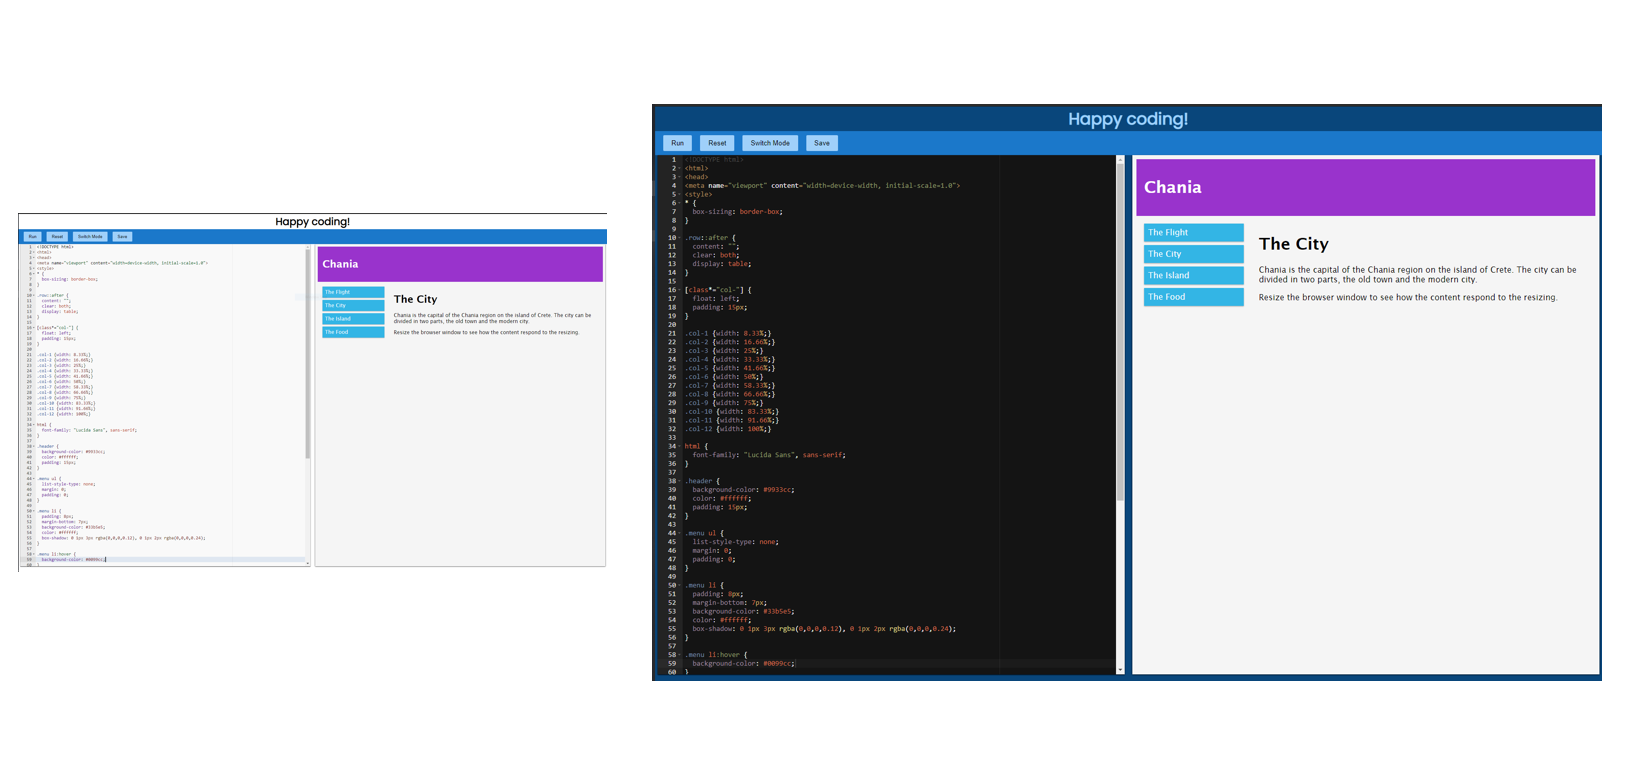 Happy coding!
Run Reset Switch Mode Save
1 <!DOCTYPE html>
2 <html>
3 <head>
4 <meta name="viewport" content="width=device-width, initial-scale=1.0">
5 <style>
6 * {
7 box-sizing: border-box;
8 }
9
10 .row::after {
11 content: "";
12 clear: both;
13 display: table;
14 }
15
16 [class*="col-"] {
17 float: left;
18 padding: 15px;
19 }
20
21 .col-1 {width: 8.33%;}
22 .col-2 {width: 16.66%;}
23 .col-3 {width: 25%;}
24 .col-4 {width: 33.33%;}
25 .col-5 {width: 41.66%;}
26 .col-6 {width: 50%;}
27 .col-7 {width: 58.33%;}
28 .col-8 {width: 66.66%;}
29 .col-9 {width: 75%;}
30 .col-10 {width: 83.33%;}
31 .col-11 {width: 91.66%;}
32 .col-12 {width: 100%;}
33
34 html {
35 font-family: "Lucida Sans", sans-serif;
36 }
37
38 .header {
39 background-color: #9933cc;
40 color: #ffffff;
41 padding: 15px;
42 }
43
44 .menu ul {
45 list-style-type: none;
46 margin: 0;
47 padding: 0;
48 }
49
50 .menu li {
51 padding: 8px;
52 margin-bottom: 7px;
53 background-color: #33b5e5;
54 color: #ffffff;
55 box-shadow: 0 1px 3px rgba(0,0,0,0.12), 0 1px 2px rgba(0,0,0,0.24);
56 }
57
58 .menu li:hover {
59 background-color: #0099cc;
60 }
Chania
The Flight
The City
The Island
The Food
The City
Chania is the capital of the Chania region on the island of Crete. The city can be
divided in two parts, the old town and the modern city.
Resize the browser window to see how the content respond to the resizing.
Happy coding!
Run Reset Switch Mode Save
1 <!DOCTYPE html>
2 <html>
3 <head>
4 <meta name="viewport" content="width=device-width, initial-scale=1.0">
5 <style>
6 * {
7 box-sizing: border-box;
8 }
9
10 .row::after {
11 content: "";
12 clear: both;
13 display: table;
14 }
15
16 [class*="col-"] {
17 float: left;
18 padding: 15px;
19 }
20
21 .col-1 {width: 8.33%;}
22 .col-2 {width: 16.66%;}
23 .col-3 {width: 25%;}
24 .col-4 {width: 33.33%;}
25 .col-5 {width: 41.66%;}
26 .col-6 {width: 50%;}
27 .col-7 {width: 58.33%;}
28 .col-8 {width: 66.66%;}
29 .col-9 {width: 75%;}
30 .col-10 {width: 83.33%;}
31 .col-11 {width: 91.66%;}
32 .col-12 {width: 100%;}
33
34 html {
35 font-family: "Lucida Sans", sans-serif;
36 }
37
38 .header {
39 background-color: #9933cc;
40 color: #ffffff;
41 padding: 15px;
42 }
43
44 .menu ul {
45 list-style-type: none;
46 margin: 0;
47 padding: 0;
48 }
49
50 .menu li {
51 padding: 8px;
52 margin-bottom: 7px;
53 background-color: #33b5e5;
54 color: #ffffff;
55 box-shadow: 0 1px 3px rgba(0,0,0,0.12), 0 1px 2px rgba(0,0,0,0.24);
56 }
57
58 .menu li:hover {
59 background-color: #0099cc;
60 }
Chania
The Flight
The City
The Island
The Food
The City
Chania is the capital of the Chania region on the island of Crete. The city can be
divided in two parts, the old town and the modern city.
Resize the browser window to see how the content respond to the resizing.